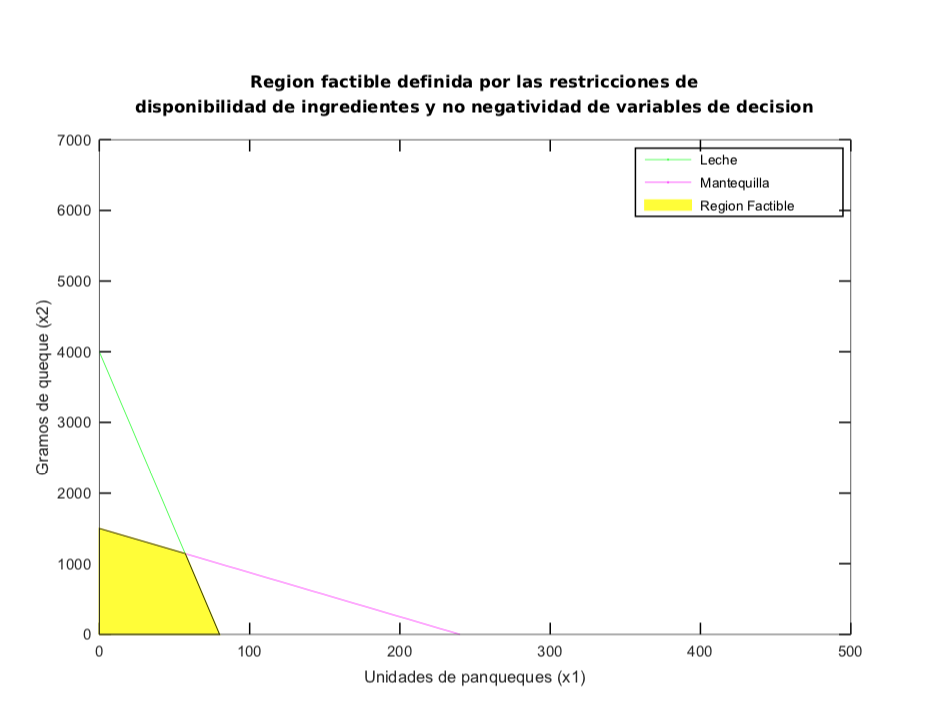 Region factible definida por las restricciones de
disponibilidad de ingredientes y no negatividad de variables de decision
7000
6000
5000
4000
3000
2000
1000
0
Gramos de queque (x2)
Leche
Mantequilla
Region Factible
0 100 200 300 400 500
Unidades de panqueques (x1)